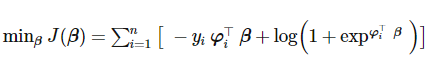 min_β J(β) = ∑_{i=1}^{n} [ − y_i φ_i^⊤ β + log(1 + exp^{φ_i^⊤ β})]